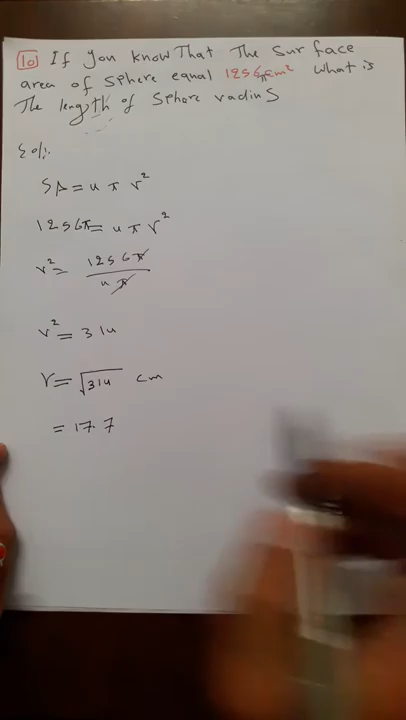 10 If you know That The Surface
area of Sphere equal 1256π cm² what is
The length of Sphere radius
Sol:
SA = 4 π r²
1256π = 4 π r²
r² = 1256π / 4π
r² = 314
r = √314 cm
= 17.7